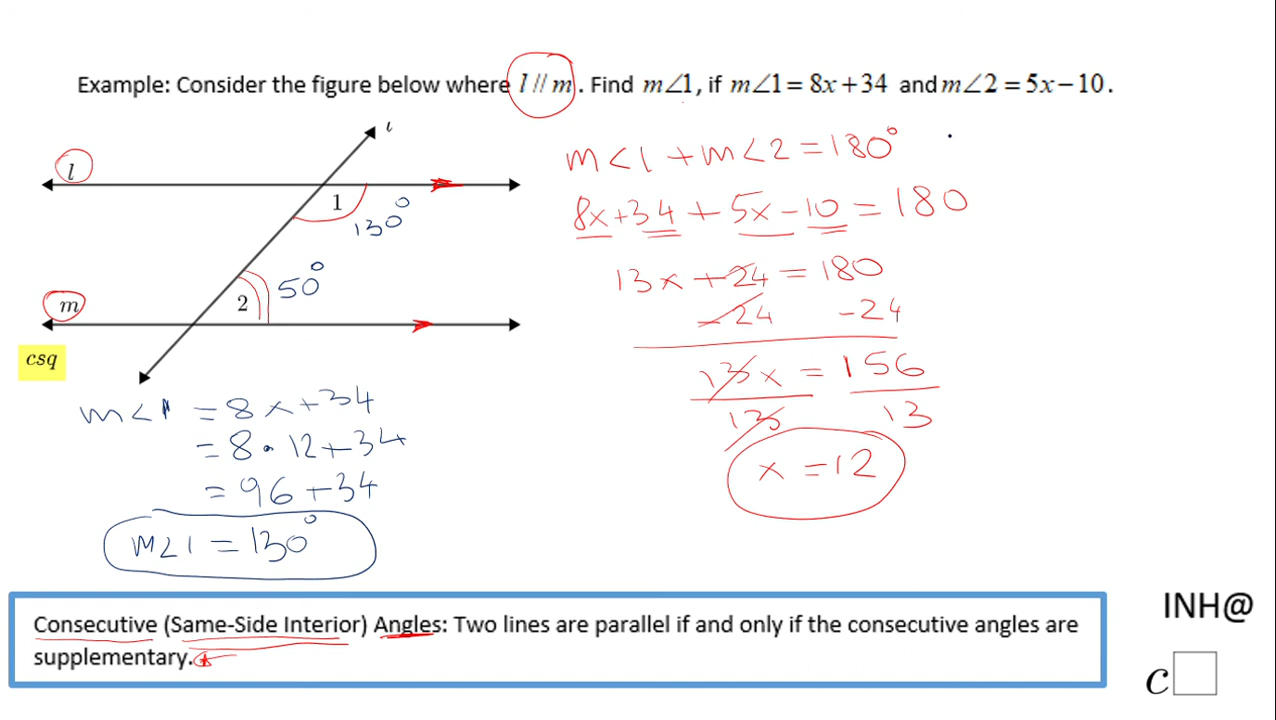 Example: Consider the figure below where l // m . Find m∠1, if m∠1 = 8x + 34 and m∠2 = 5x − 10.
l
1
130°
2
50°
m
csq
m<1 + m<2 = 180°
8x + 34 + 5x − 10 = 180
13x + 24 = 180
− 24 − 24
13x = 156
13 13
x = 12
m<1 = 8x + 34
= 8 · 12 + 34
= 96 + 34
m∠1 = 130°
Consecutive (Same-Side Interior) Angles: Two lines are parallel if and only if the consecutive angles are
supplementary.
INH@
c